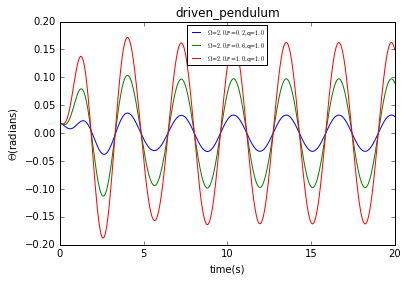 driven_pendulum
Ω=2.0,F=0.2,q=1.0
Ω=2.0,F=0.6,q=1.0
Ω=2.0,F=1.0,q=1.0
0.20
0.15
0.10
0.05
0.00
−0.05
−0.10
−0.15
−0.20
Θ(radians)
0 5 10 15 20
time(s)